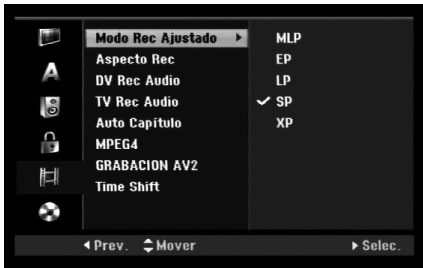 Modo Rec Ajustado MLP
Aspecto Rec EP
A DV Rec Audio LP
TV Rec Audio SP
Auto Capítulo XP
MPEG4
GRABACION AV2
Time Shift
Prev. Mover Selec.